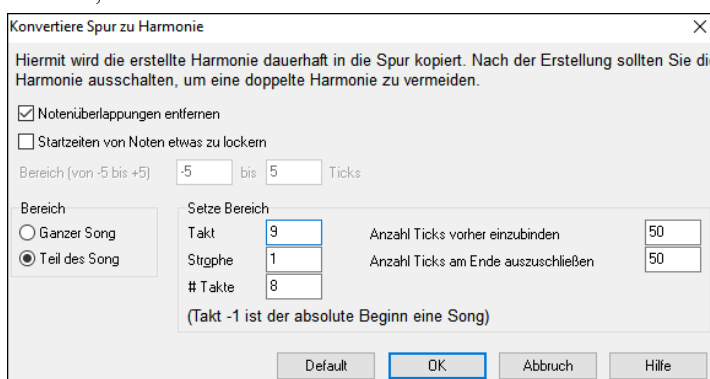 Konvertiere Spur zu Harmonie
Hiermit wird die erstellte Harmonie dauerhaft in die Spur kopiert. Nach der Erstellung sollten Sie di
Harmonie ausschalten, um eine doppelte Harmonie zu vermeiden.
Notenüberlappungen entfernen
Startzeiten von Noten etwas zu lockern
Bereich (von -5 bis +5) -5 bis 5 Ticks
Bereich
Ganzer Song
Teil des Song
Setze Bereich
Takt 9 Anzahl Ticks vorher einzubinden 50
Strophe 1 Anzahl Ticks am Ende auszuschließen 50
# Takte 8
(Takt -1 ist der absolute Beginn eine Song)
Default OK Abbruch Hilfe